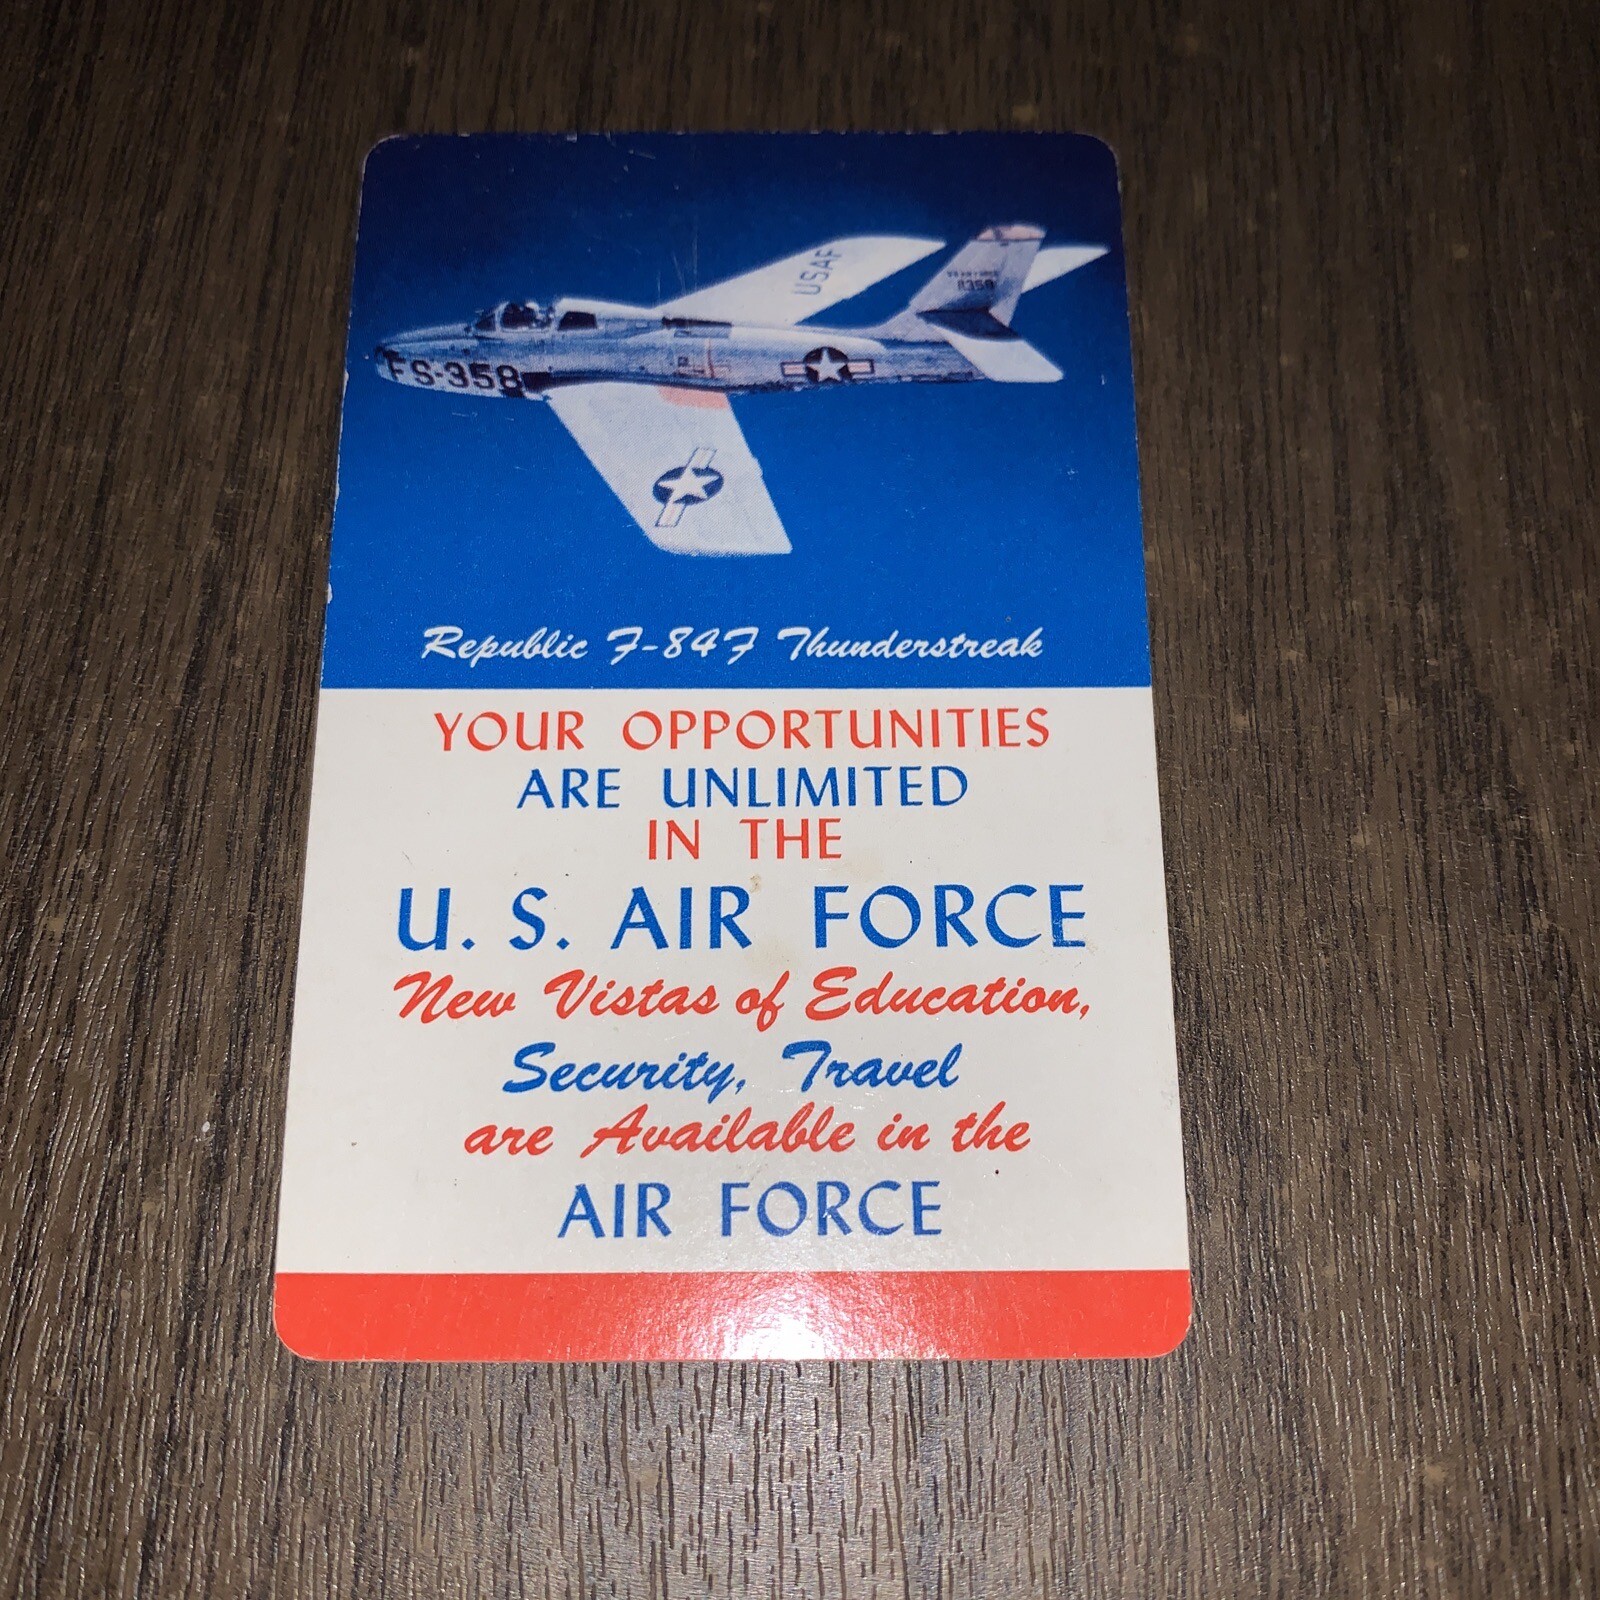 USAF
8358
FS-358
Republic F-84F Thunderstreak
YOUR OPPORTUNITIES
ARE UNLIMITED
IN THE
U. S. AIR FORCE
New Vistas of Education,
Security, Travel
are Available in the
AIR FORCE